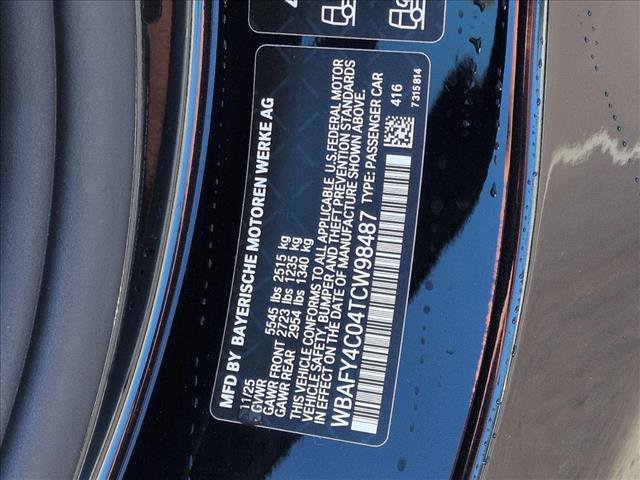 MFD BY BAYERISCHE MOTOREN WERKE AG
11/25
GVWR 5545 lbs 2515 kg
GAWR FRONT 2723 lbs 1235 kg
GAWR REAR 2954 lbs 1340 kg
THIS VEHICLE CONFORMS TO ALL APPLICABLE U.S.FEDERAL MOTOR
VEHICLE SAFETY, BUMPER AND THEFT PREVENTION STANDARDS
IN EFFECT ON THE DATE OF MANUFACTURE SHOWN ABOVE.
WBAFY4C04TCW98487 TYPE: PASSENGER CAR
416
7315814